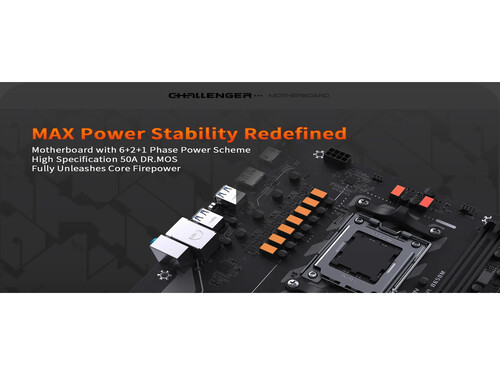 CHALLENGER MOTHERBOARD
MAX Power Stability Redefined
Motherboard with 6+2+1 Phase Power Scheme
High Specification 50A DR.MOS
Fully Unleashes Core Firepower